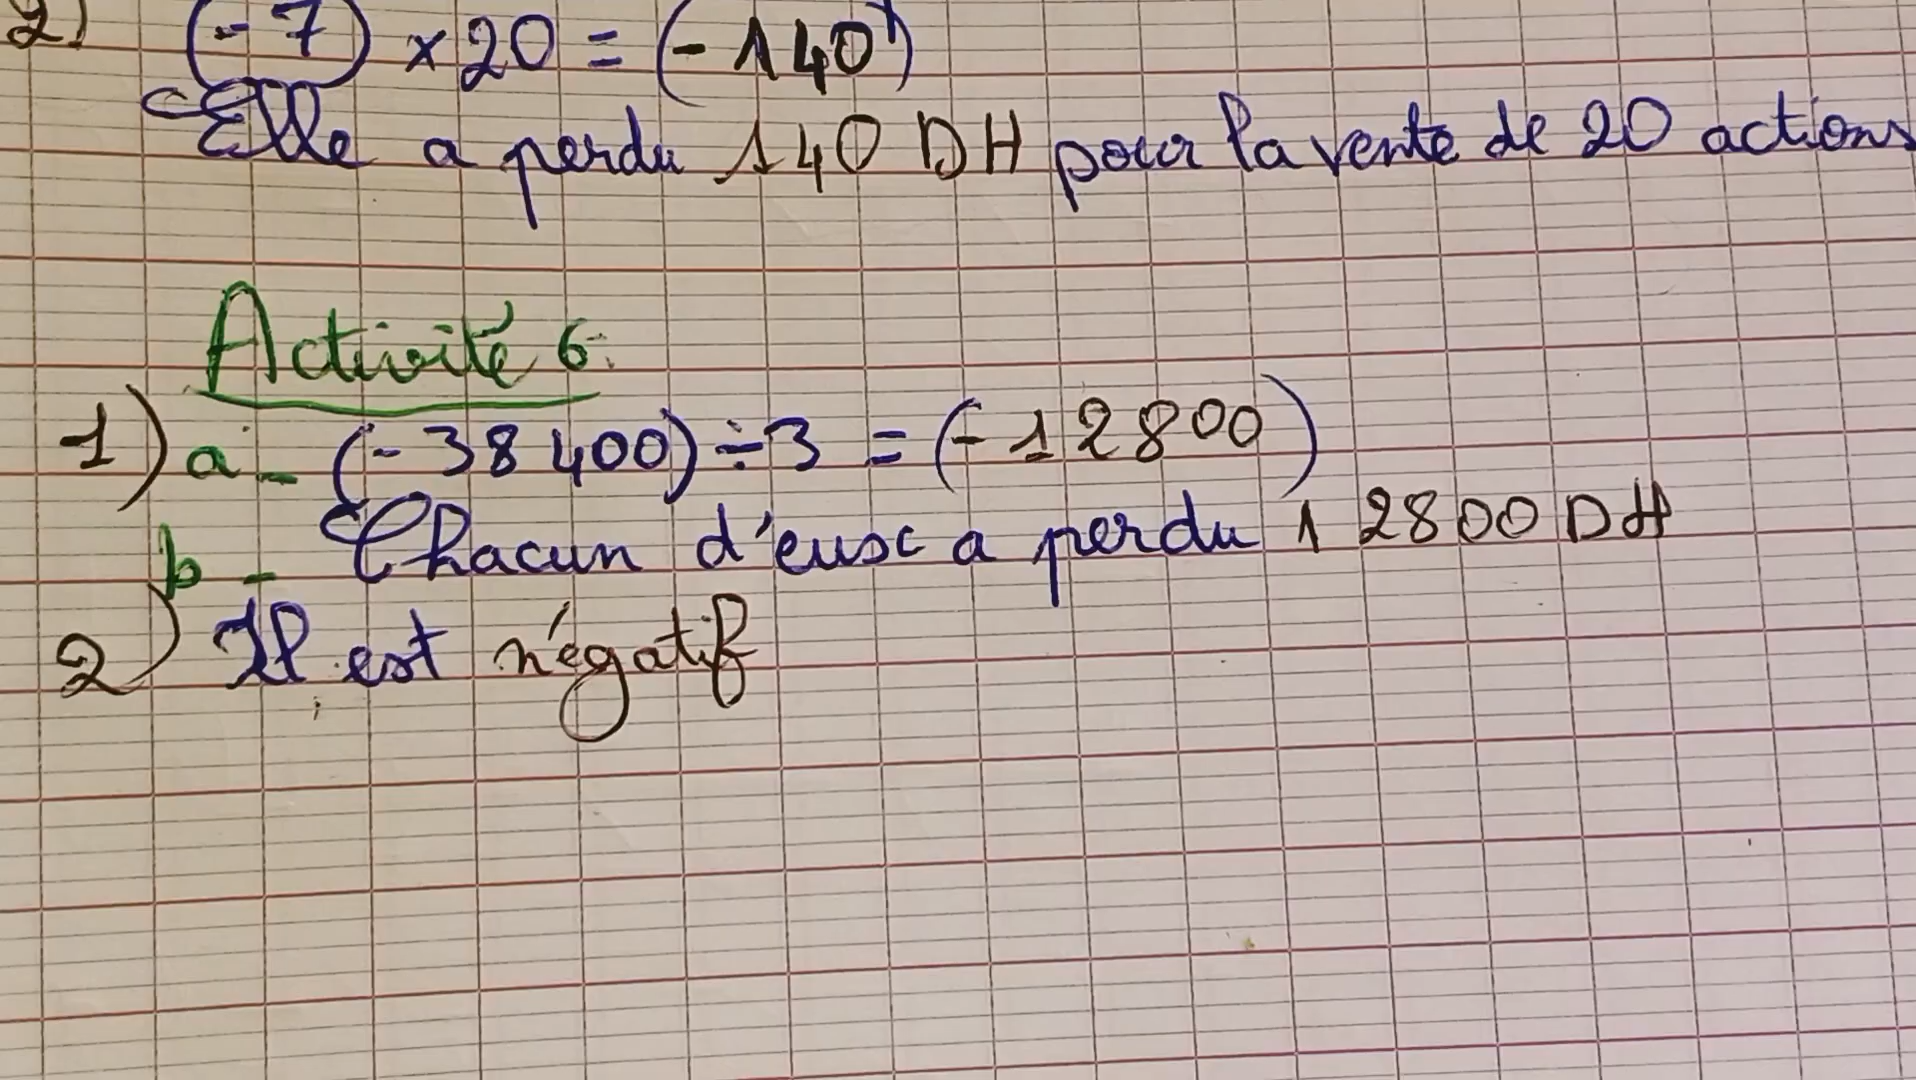 2) (-7) × 20 = (-140)
Elle a perdu 140 DH pour la vente de 20 actions
Activité 6:
1) a - (-38 400) ÷ 3 = (-12800)
b - Chacun d'eux a perdu 12800 DH
2) Il est négatif